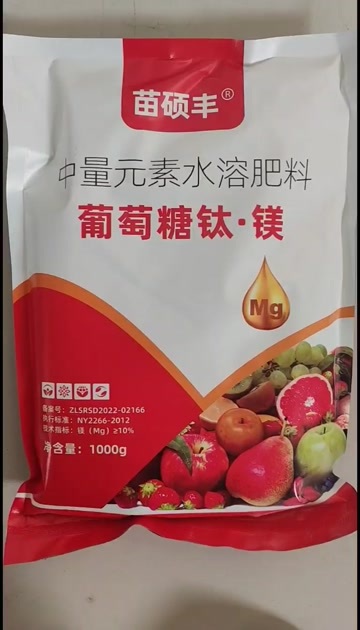 苗硕丰®
中量元素水溶肥料
葡萄糖钛·镁
Mg
备案号：ZLSRSD2022-02166
执行标准：NY2266-2012
技术指标：镁（Mg）≥10%
净含量：1000g